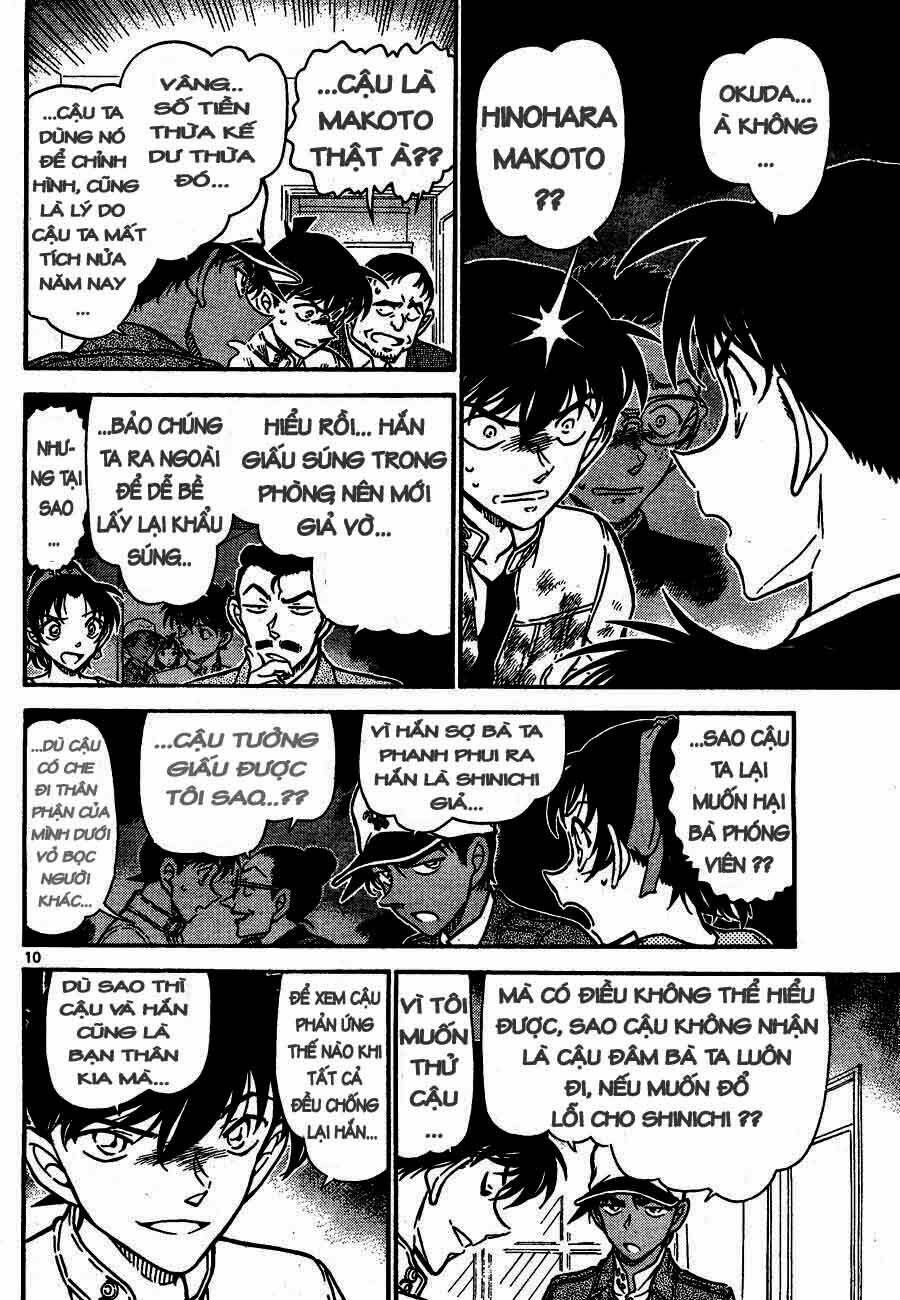 OKUDA...
À KHÔNG
...
HINOHARA
MAKOTO
??
...CẬU LÀ
MAKOTO
THẬT À??
VÂNG...
SỐ TIỀN
THỪA KẾ
DƯ THỪA
ĐÓ...
...CẬU TA
DÙNG NÓ
ĐỂ CHỈNH
HÌNH, CŨNG
LÀ LÝ DO
CẬU TA MẤT
TÍCH NỬA
NĂM NAY
...
HIỂU RỒI... HẮN
GIẤU SÚNG TRONG
PHÒNG NÊN MỚI
GIẢ VỜ...
...BẢO CHÚNG
TA RA NGOÀI
ĐỂ DỄ BỀ
LẤY LẠI KHẨU
SÚNG...
NHƯ-
NG TẠI
SAO
...
...SAO CẬU
TA LẠI
MUỐN HẠI
BÀ PHÓNG
VIÊN ??
VÌ HẮN SỢ BÀ TA
PHANH PHUI RA
HẮN LÀ SHINICHI
GIẢ...
...CẬU TƯỞNG
GIẤU ĐƯỢC
TÔI SAO...??
...DÙ CẬU
CÓ CHE
ĐI THÂN
PHẬN CỦA
MÌNH DƯỚI
VỎ BỌC
NGƯỜI
KHÁC...
10
MÀ CÓ ĐIỀU KHÔNG THỂ HIỂU
ĐƯỢC, SAO CẬU KHÔNG NHẬN
LÀ CẬU ĐÂM BÀ TA LUÔN
ĐI, NẾU MUỐN ĐỔ
LỖI CHO SHINICHI ??
VÌ TÔI
MUỐN
THỬ
CẬU
...
ĐỂ XEM CẬU
PHẢN ỨNG
THẾ NÀO KHI
TẤT CẢ
ĐỀU CHỐNG
LẠI HẮN...
DÙ SAO THÌ
CẬU VÀ HẮN
CŨNG LÀ
BẠN THÂN
KIA MÀ...